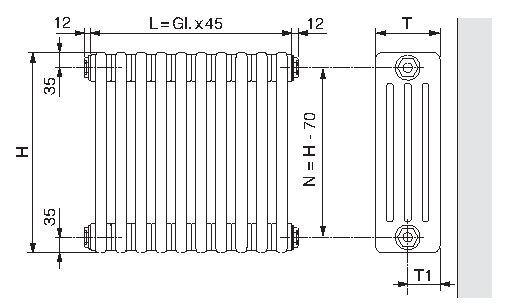 12
L = Gl. x 45
12
T
35
H
N = H - 70
35
T1